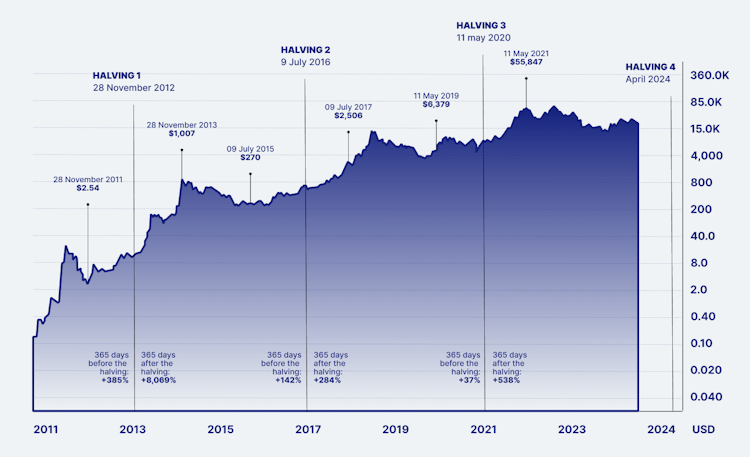 HALVING 3
11 may 2020
HALVING 2
9 July 2016
11 May 2021
$55,847
HALVING 4
April 2024
HALVING 1
28 November 2012
11 May 2019
$6,379
09 July 2017
$2,506
28 November 2013
$1,007
09 July 2015
$270
28 November 2011
$2.54
360.0K
85.0K
15.0K
4,000
800
200
40.0
8.0
2.0
0.40
0.10
0.020
0.040
365 days
before the
halving:
+385%
365 days
after the
halving:
+8,069%
365 days
before the
halving:
+142%
365 days
after the
halving:
+284%
365 days
before the
halving:
+37%
365 days
after the
halving:
+538%
2011 2013 2015 2017 2019 2021 2023 2024 USD